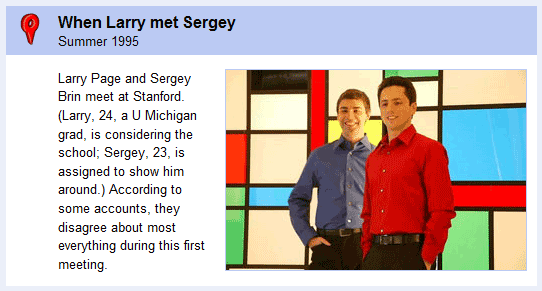 When Larry met Sergey
Summer 1995
Larry Page and Sergey
Brin meet at Stanford.
(Larry, 24, a U Michigan
grad, is considering the
school; Sergey, 23, is
assigned to show him
around.) According to
some accounts, they
disagree about most
everything during this first
meeting.